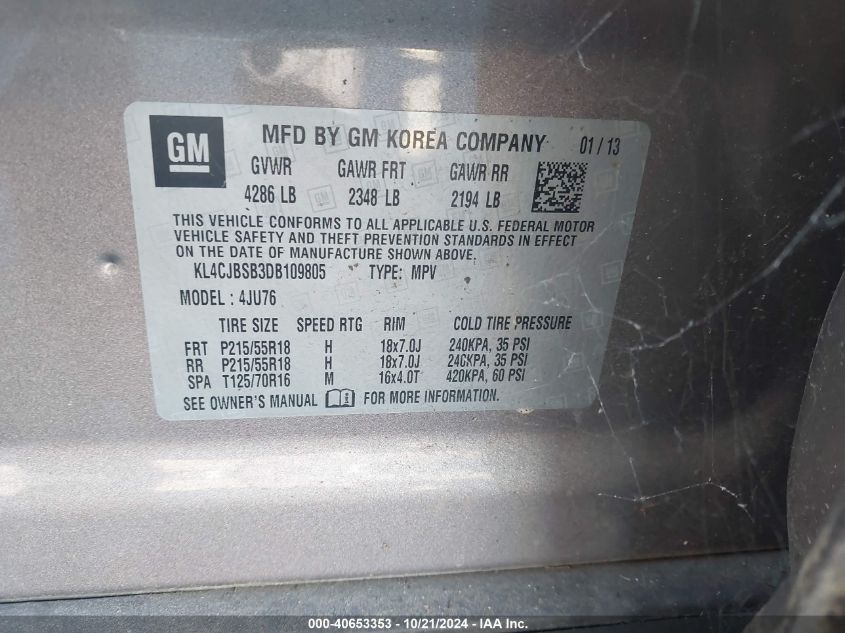 GM MFD BY GM KOREA COMPANY 01 / 13
GVWR GAWR FRT GAWR RR
4286 LB 2348 LB 2194 LB
THIS VEHICLE CONFORMS TO ALL APPLICABLE U.S. FEDERAL MOTOR
VEHICLE SAFETY AND THEFT PREVENTION STANDARDS IN EFFECT
ON THE DATE OF MANUFACTURE SHOWN ABOVE.
KL4CJBSB3DB109805 TYPE: MPV
MODEL : 4JU76
TIRE SIZE SPEED RTG RIM COLD TIRE PRESSURE
FRT P215/55R18 H 18x7.0J 240KPA, 35 PSI
RR P215/55R18 H 18x7.0J 240KPA, 35 PSI
SPA T125/70R16 M 16x4.0T 420KPA, 60 PSI
SEE OWNER'S MANUAL FOR MORE INFORMATION.
000-40653353 - 10/21/2024 - IAA Inc.